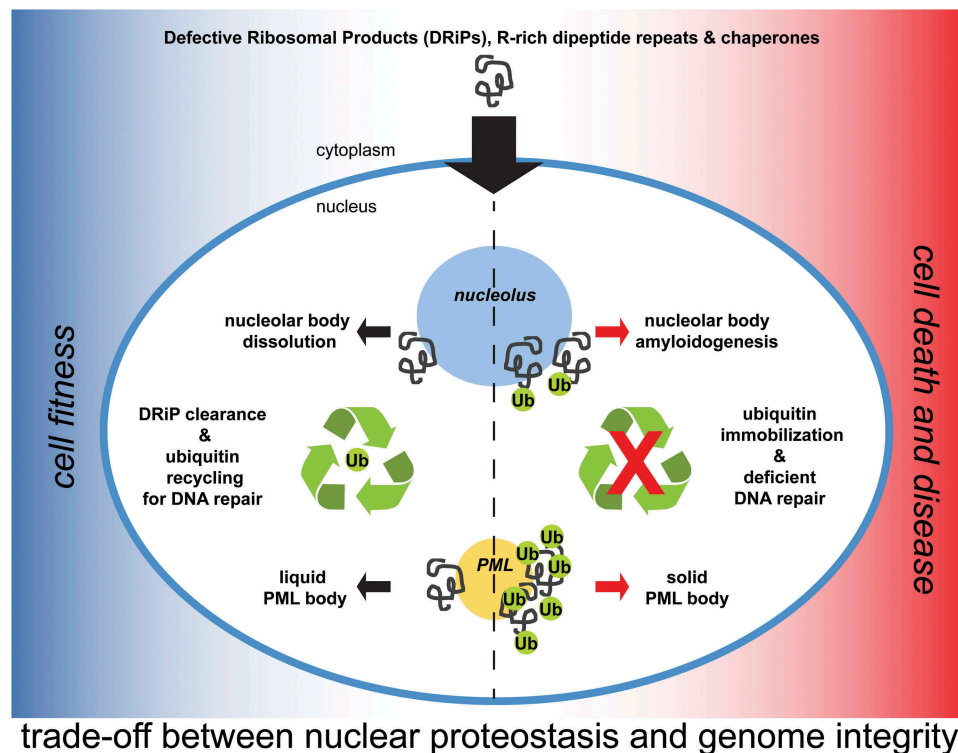 Defective Ribosomal Products (DRiPs), R-rich dipeptide repeats & chaperones
cytoplasm
nucleus
nucleolus
nucleolar body
dissolution
nucleolar body
amyloidogenesis
Ub
Ub
cell fitness
cell death and disease
DRiP clearance
&
ubiquitin
recycling
for DNA repair
Ub
X
ubiquitin
immobilization
&
deficient
DNA repair
PML
Ub
Ub
Ub
Ub
Ub
Ub
liquid
PML body
solid
PML body
trade-off between nuclear proteostasis and genome integrity